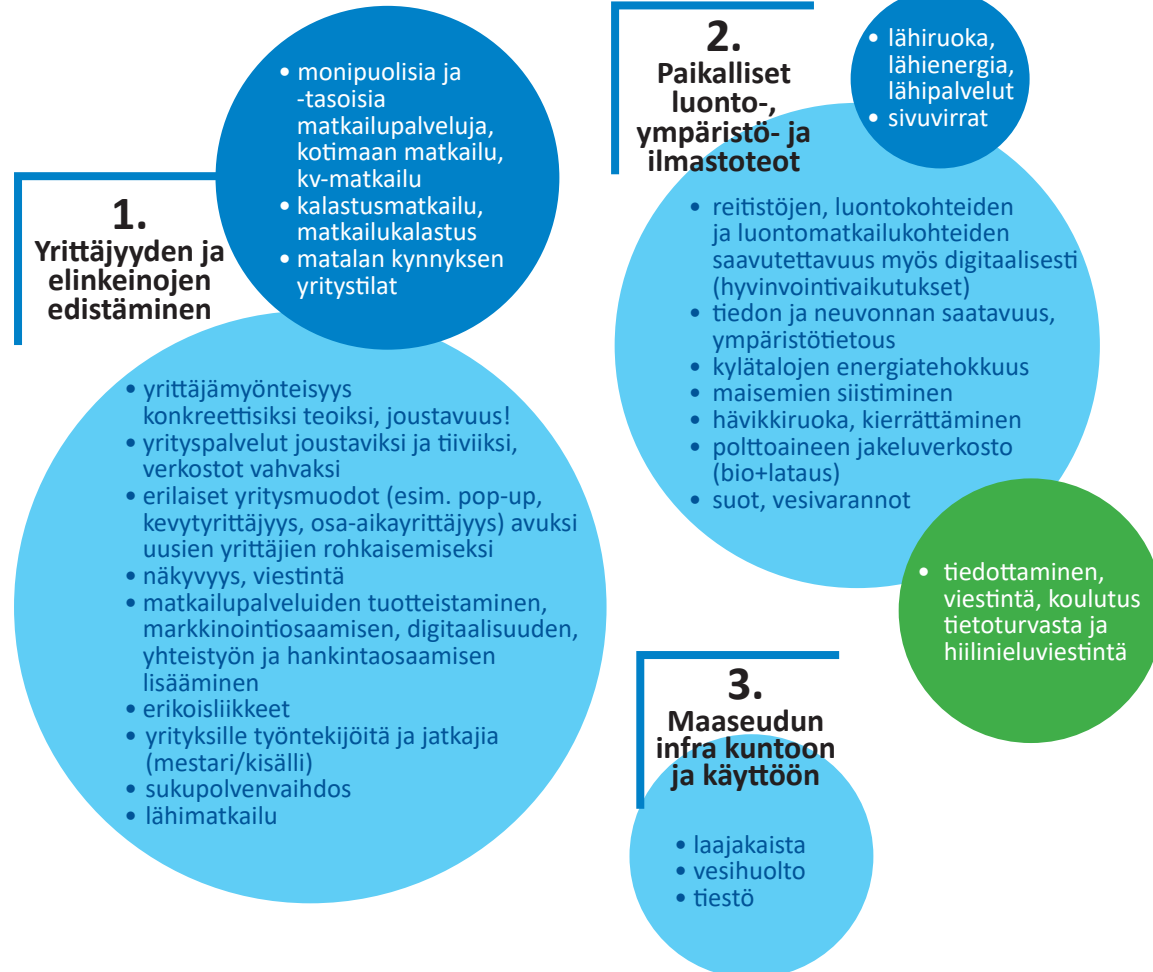 1.
Yrittäjyyden ja
elinkeinojen
edistäminen
• monipuolisia ja
-tasoisia
matkailupalveluja,
kotimaan matkailu,
kv-matkailu
• kalastusmatkailu,
matkailukalastus
• matalan kynnyksen
yritystilat
• yrittäjämyönteisyys
konkreettisiksi teoiksi, joustavuus!
• yrityspalvelut joustaviksi ja tiiviiksi,
verkostot vahvaksi
• erilaiset yritysmuodot (esim. pop-up,
kevytyrittäjyys, osa-aikayrittäjyys) avuksi
uusien yrittäjien rohkaisemiseksi
• näkyvyys, viestintä
• matkailupalveluiden tuotteistaminen,
markkinointiosaamisen, digitaalisuuden,
yhteistyön ja hankintaosaamisen
lisääminen
• erikoisliikkeet
• yrityksille työntekijöitä ja jatkajia
(mestari/kisälli)
• sukupolvenvaihdos
• lähimatkailu
2.
Paikalliset
luonto-,
ympäristö- ja
ilmastoteot
• lähiruoka,
lähienergia,
lähipalvelut
• sivuvirrat
• reitistöjen, luontokohteiden
ja luontomatkailukohteiden
saavutettavuus myös digitaalisesti
(hyvinvointivaikutukset)
• tiedon ja neuvonnan saatavuus,
ympäristötietous
• kylätalojen energiatehokkuus
• maisemien siistiminen
• hävikkiruoka, kierrättäminen
• polttoaineen jakeluverkosto
(bio+lataus)
• suot, vesivarannot
• tiedottaminen,
viestintä, koulutus
tietoturvasta ja
hiilinieluviestintä
3.
Maaseudun
infra kuntoon
ja käyttöön
• laajakaista
• vesihuolto
• tiestö